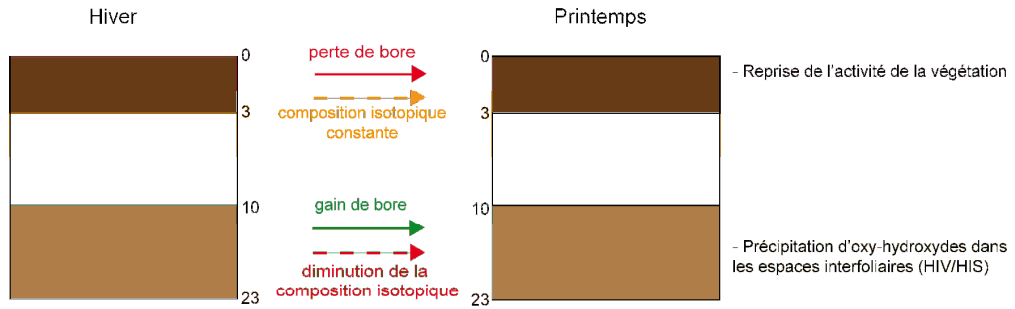 Hiver
Printemps
0
perte de bore
0
- Reprise de l'activité de la végétation
3
composition isotopique
constante
3
10
gain de bore
10
diminution de la
composition isotopique
- Précipitation d'oxy-hydroxydes dans
les espaces interfoliaires (HIV/HIS)
23
23